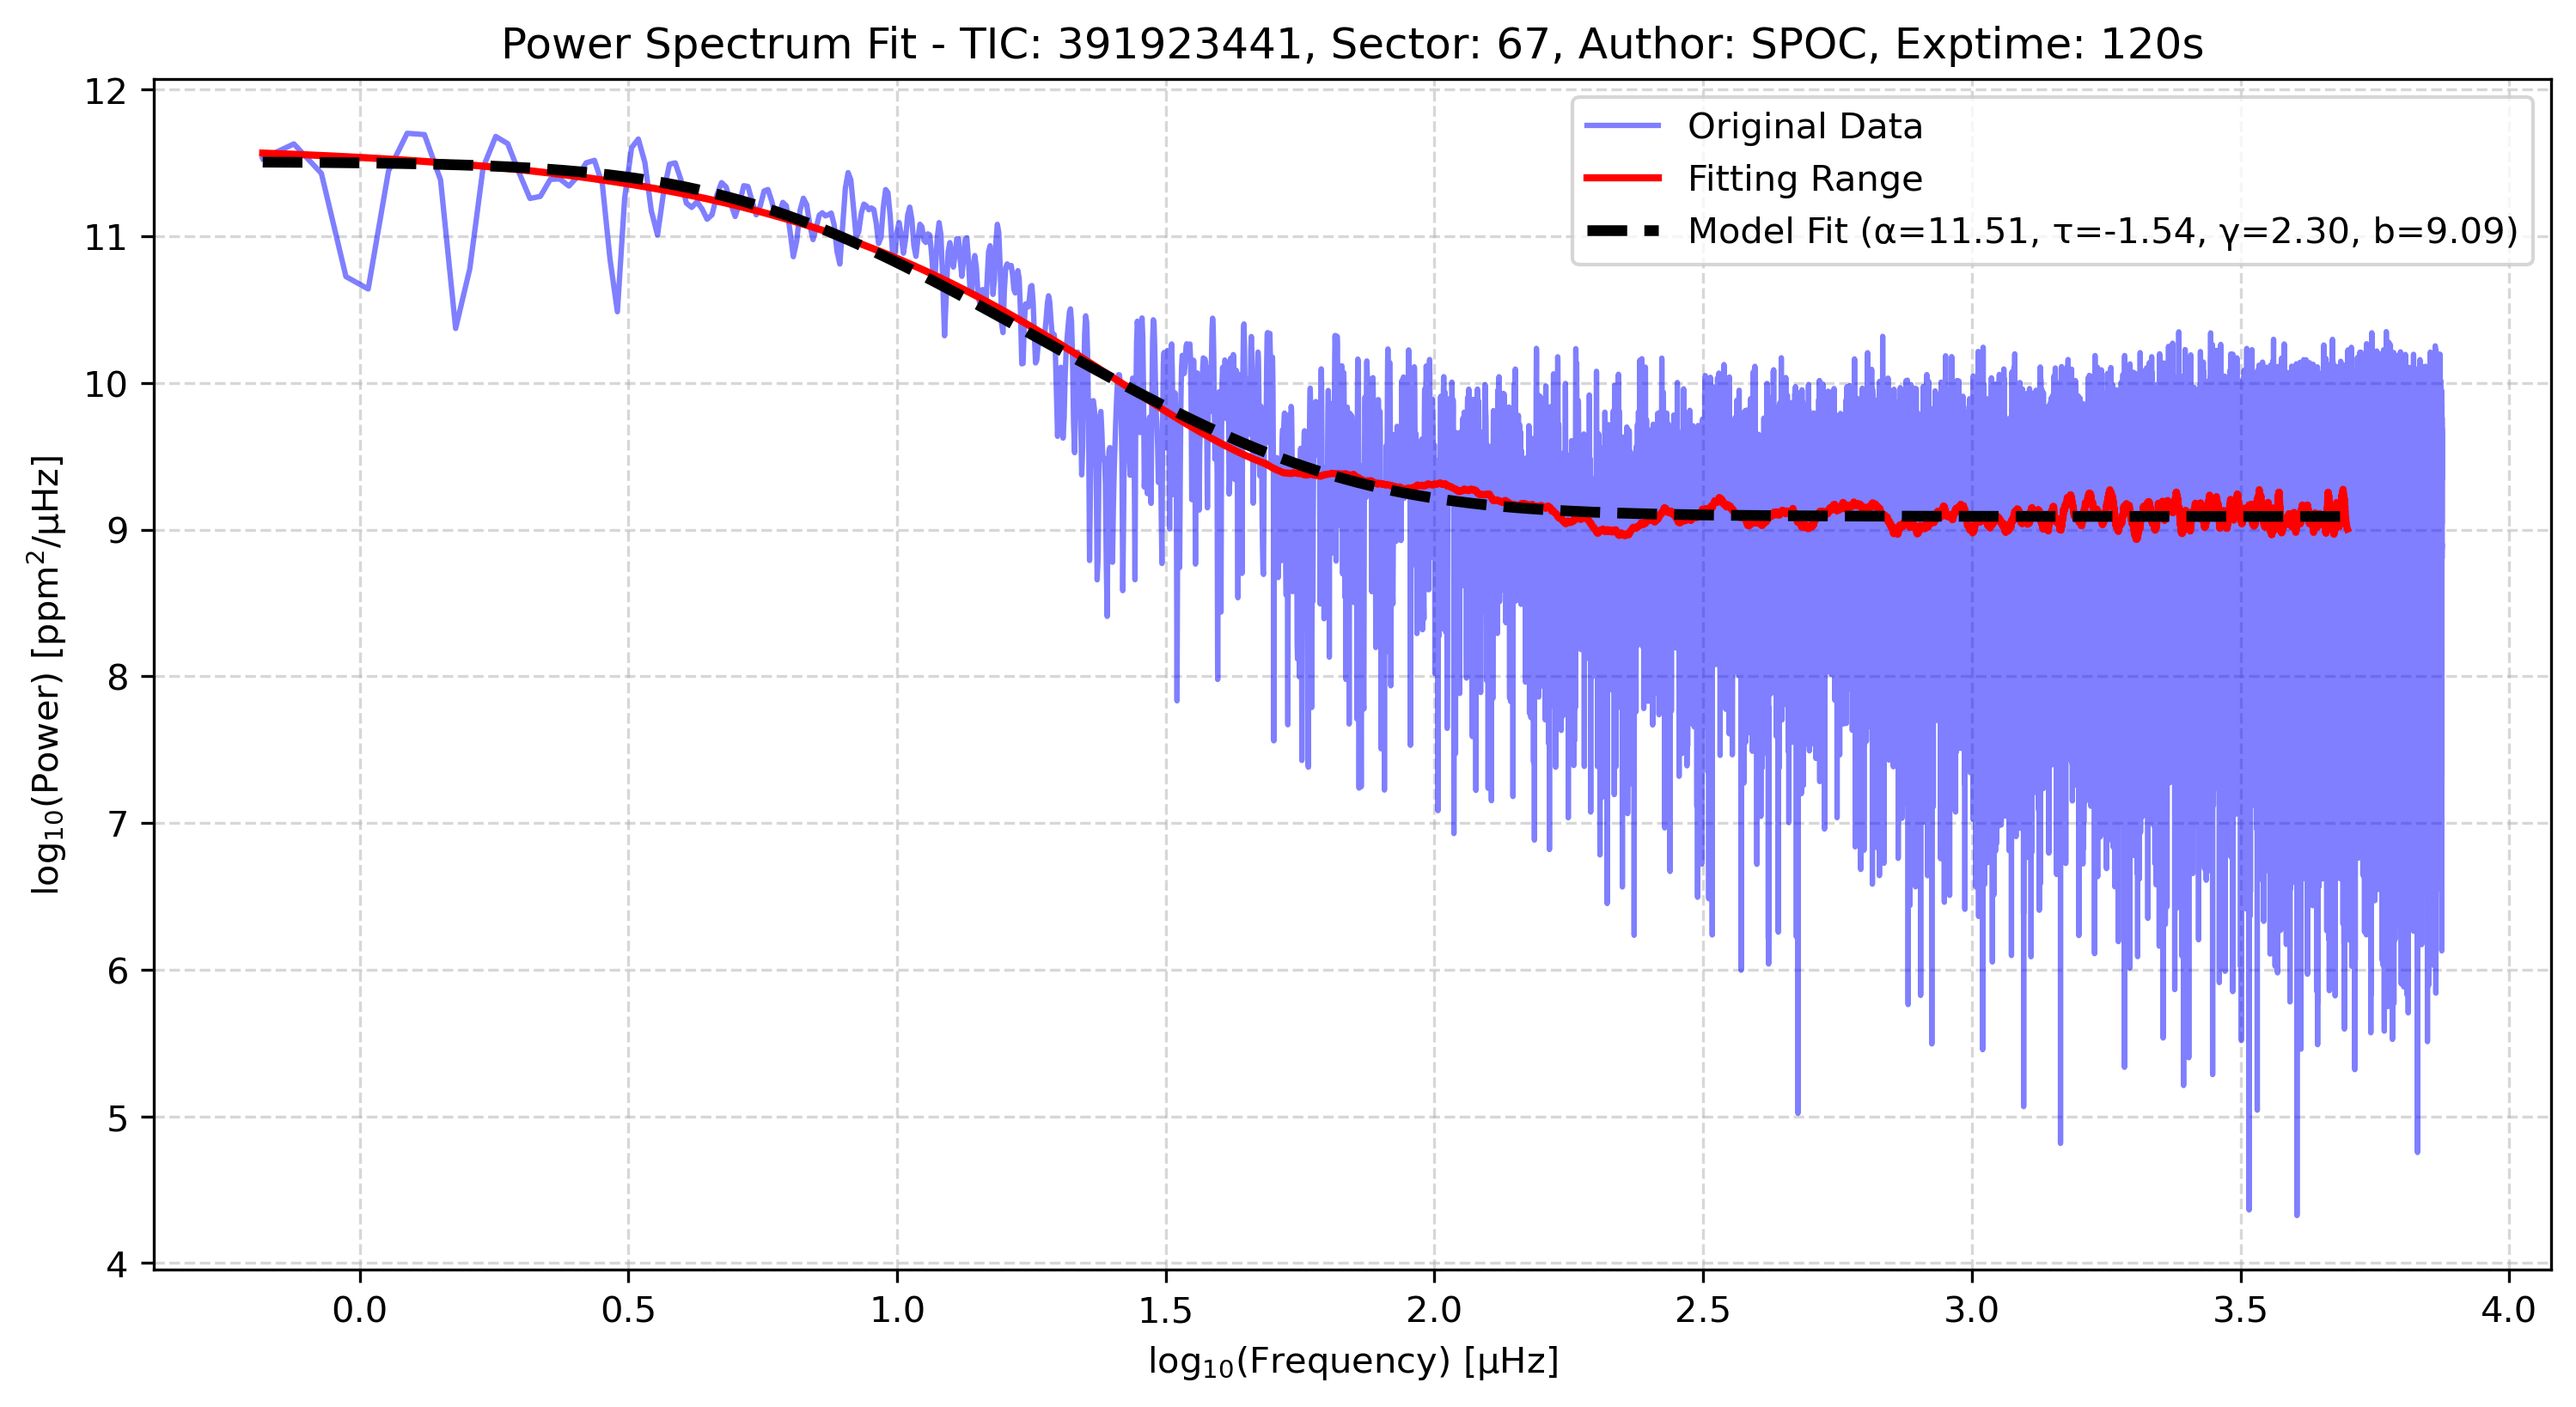 Power Spectrum Fit - TIC: 391923441, Sector: 67, Author: SPOC, Exptime: 120s
Original Data
Fitting Range
Model Fit (α=11.51, τ=-1.54, γ=2.30, b=9.09)
log₁₀(Power) [ppm²/μHz]
12
11
10
9
8
7
6
5
4
0.0 0.5 1.0 1.5 2.0 2.5 3.0 3.5 4.0
log₁₀(Frequency) [μHz]